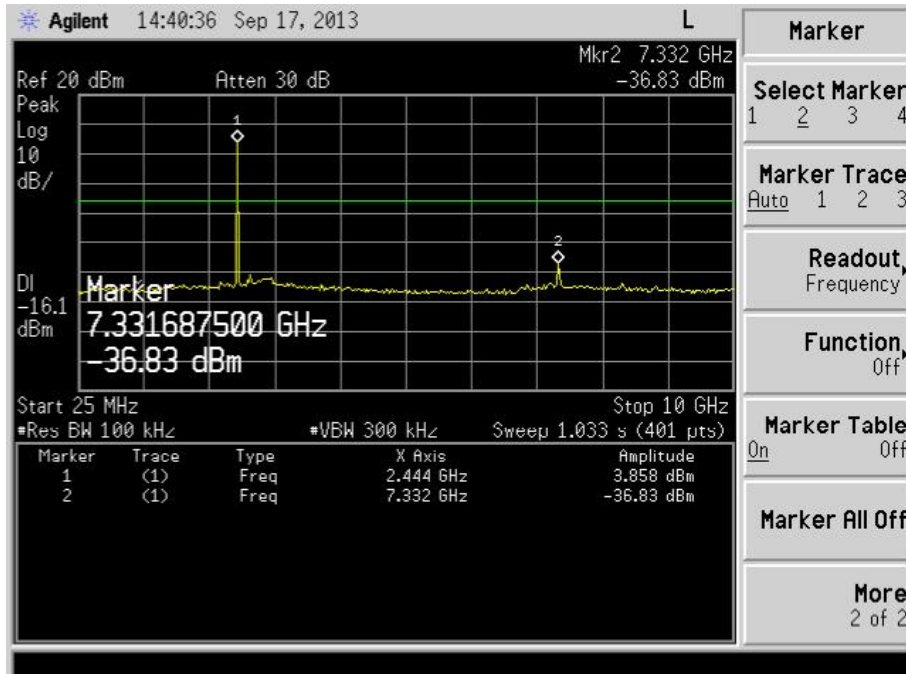 Agilent 14:40:36 Sep 17, 2013 L
Mkr2 7.332 GHz
Ref 20 dBm Atten 30 dB -36.83 dBm
Peak
Log
10
dB/
1
2
DI
-16.1
dBm
Marker
7.331687500 GHz
-36.83 dBm
Start 25 MHz Stop 10 GHz
#Res BW 100 kHz #VBW 300 kHz Sweep 1.033 s (401 pts)
Marker Trace Type X Axis Amplitude
1 (1) Freq 2.444 GHz 3.858 dBm
2 (1) Freq 7.332 GHz -36.83 dBm
Marker
Select Marker
1 2 3 4
Marker Trace
Auto 1 2 3
Readout
Frequency
Function
Off
Marker Table
On Off
Marker All Off
More
2 of 2